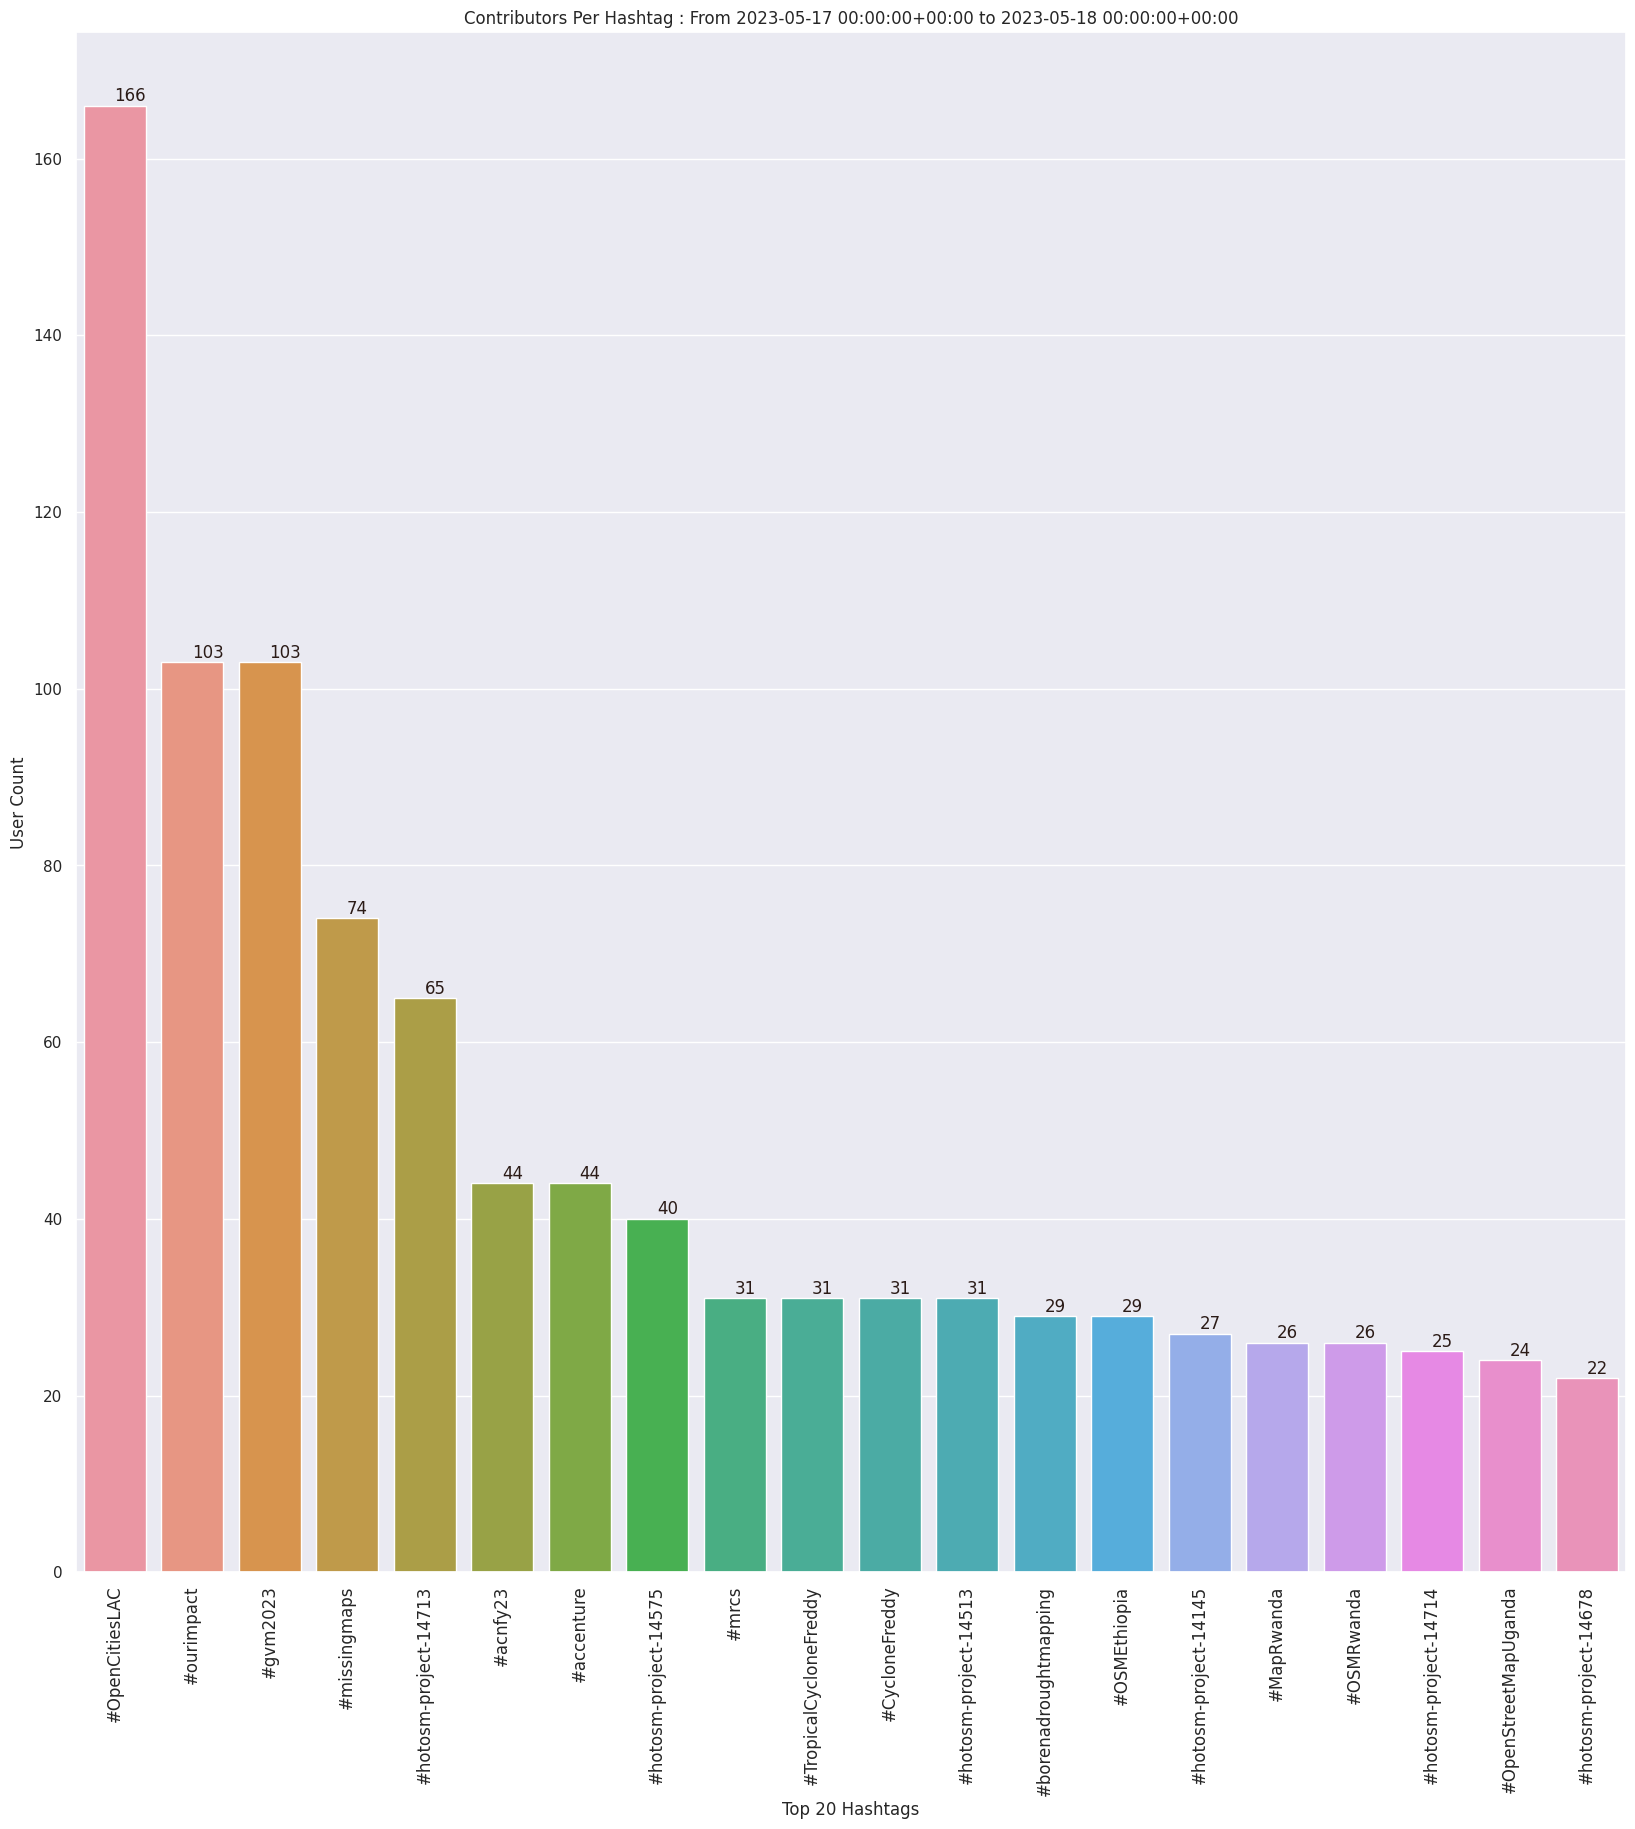 Contributors Per Hashtag : From 2023-05-17 00:00:00+00:00 to 2023-05-18 00:00:00+00:00
User Count
160
140
120
100
80
60
40
20
0
166
103
103
74
65
44
44
40
31
31
31
31
29
29
27
26
26
25
24
22
#OpenCitiesLAC
#ourimpact
#gvm2023
#missingmaps
#hotosm-project-14713
#acnfy23
#accenture
#hotosm-project-14575
#mrcs
#TropicalCycloneFreddy
#CycloneFreddy
#hotosm-project-14513
#borenadroughtmapping
#OSMEthiopia
#hotosm-project-14145
#MapRwanda
#OSMRwanda
#hotosm-project-14714
#OpenStreetMapUganda
#hotosm-project-14678
Top 20 Hashtags